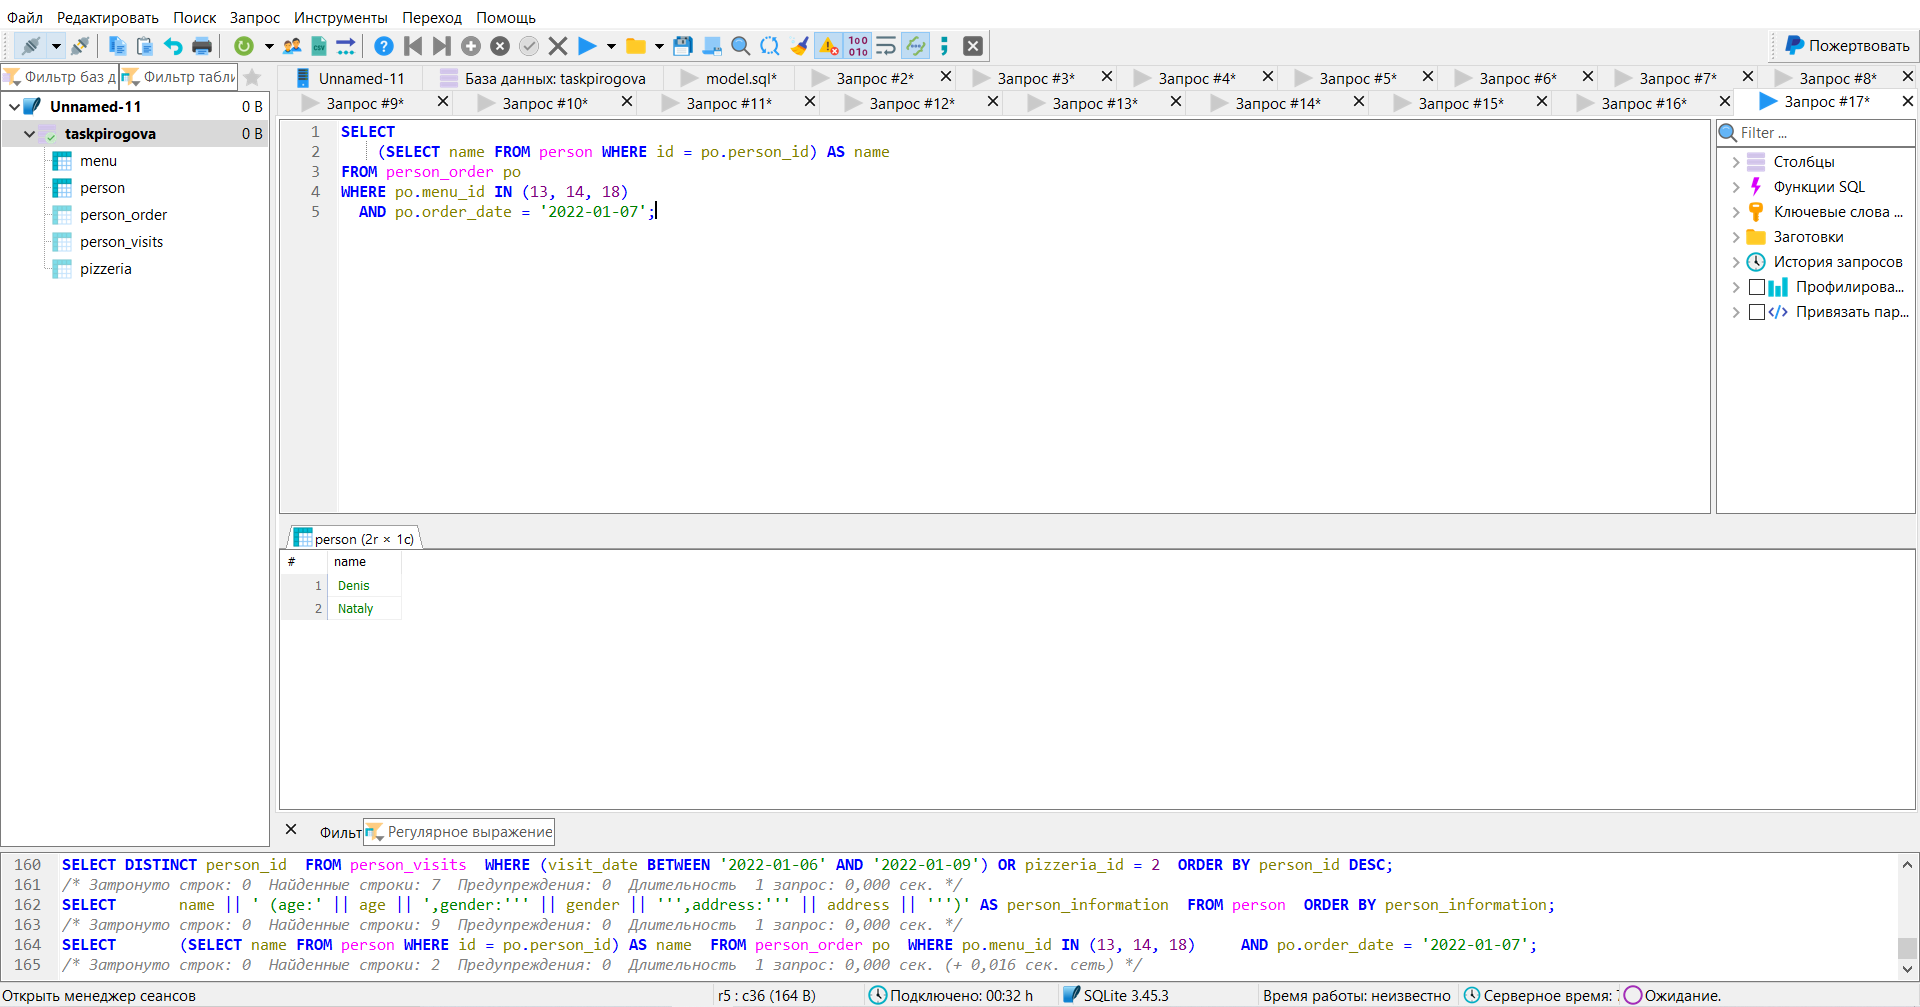 Файл Редактировать Поиск Запрос Инструменты Переход Помощь
Пожертвовать
Фильтр баз д Фильтр табли
Unnamed-11 База данных: taskpirogova model.sql* Запрос #2* Запрос #3* Запрос #4* Запрос #5* Запрос #6* Запрос #7* Запрос #8*
Запрос #9* Запрос #10* Запрос #11* Запрос #12* Запрос #13* Запрос #14* Запрос #15* Запрос #16* Запрос #17*
Unnamed-11 0 B
taskpirogova 0 B
menu
person
person_order
person_visits
pizzeria
1 SELECT
2 (SELECT name FROM person WHERE id = po.person_id) AS name
3 FROM person_order po
4 WHERE po.menu_id IN (13, 14, 18)
5 AND po.order_date = '2022-01-07';
Filter ...
Столбцы
Функции SQL
Ключевые слова ...
Заготовки
История запросов
Профилирова...
Привязать пар...
person (2r × 1c)
# name
1 Denis
2 Nataly
Фильт Регулярное выражение
160 SELECT DISTINCT person_id FROM person_visits WHERE (visit_date BETWEEN '2022-01-06' AND '2022-01-09') OR pizzeria_id = 2 ORDER BY person_id DESC;
161 /* Затронуто строк: 0 Найденные строки: 7 Предупреждения: 0 Длительность 1 запрос: 0,000 сек. */
162 SELECT name || ' (age:' || age || ',gender:''' || gender || ''',address:''' || address || ''')' AS person_information FROM person ORDER BY person_information;
163 /* Затронуто строк: 0 Найденные строки: 9 Предупреждения: 0 Длительность 1 запрос: 0,000 сек. */
164 SELECT (SELECT name FROM person WHERE id = po.person_id) AS name FROM person_order po WHERE po.menu_id IN (13, 14, 18) AND po.order_date = '2022-01-07';
165 /* Затронуто строк: 0 Найденные строки: 2 Предупреждения: 0 Длительность 1 запрос: 0,000 сек. (+ 0,016 сек. сеть) */
Открыть менеджер сеансов r5 : c36 (164 B) Подключено: 00:32 h SQLite 3.45.3 Время работы: неизвестно Серверное время: Ожидание.